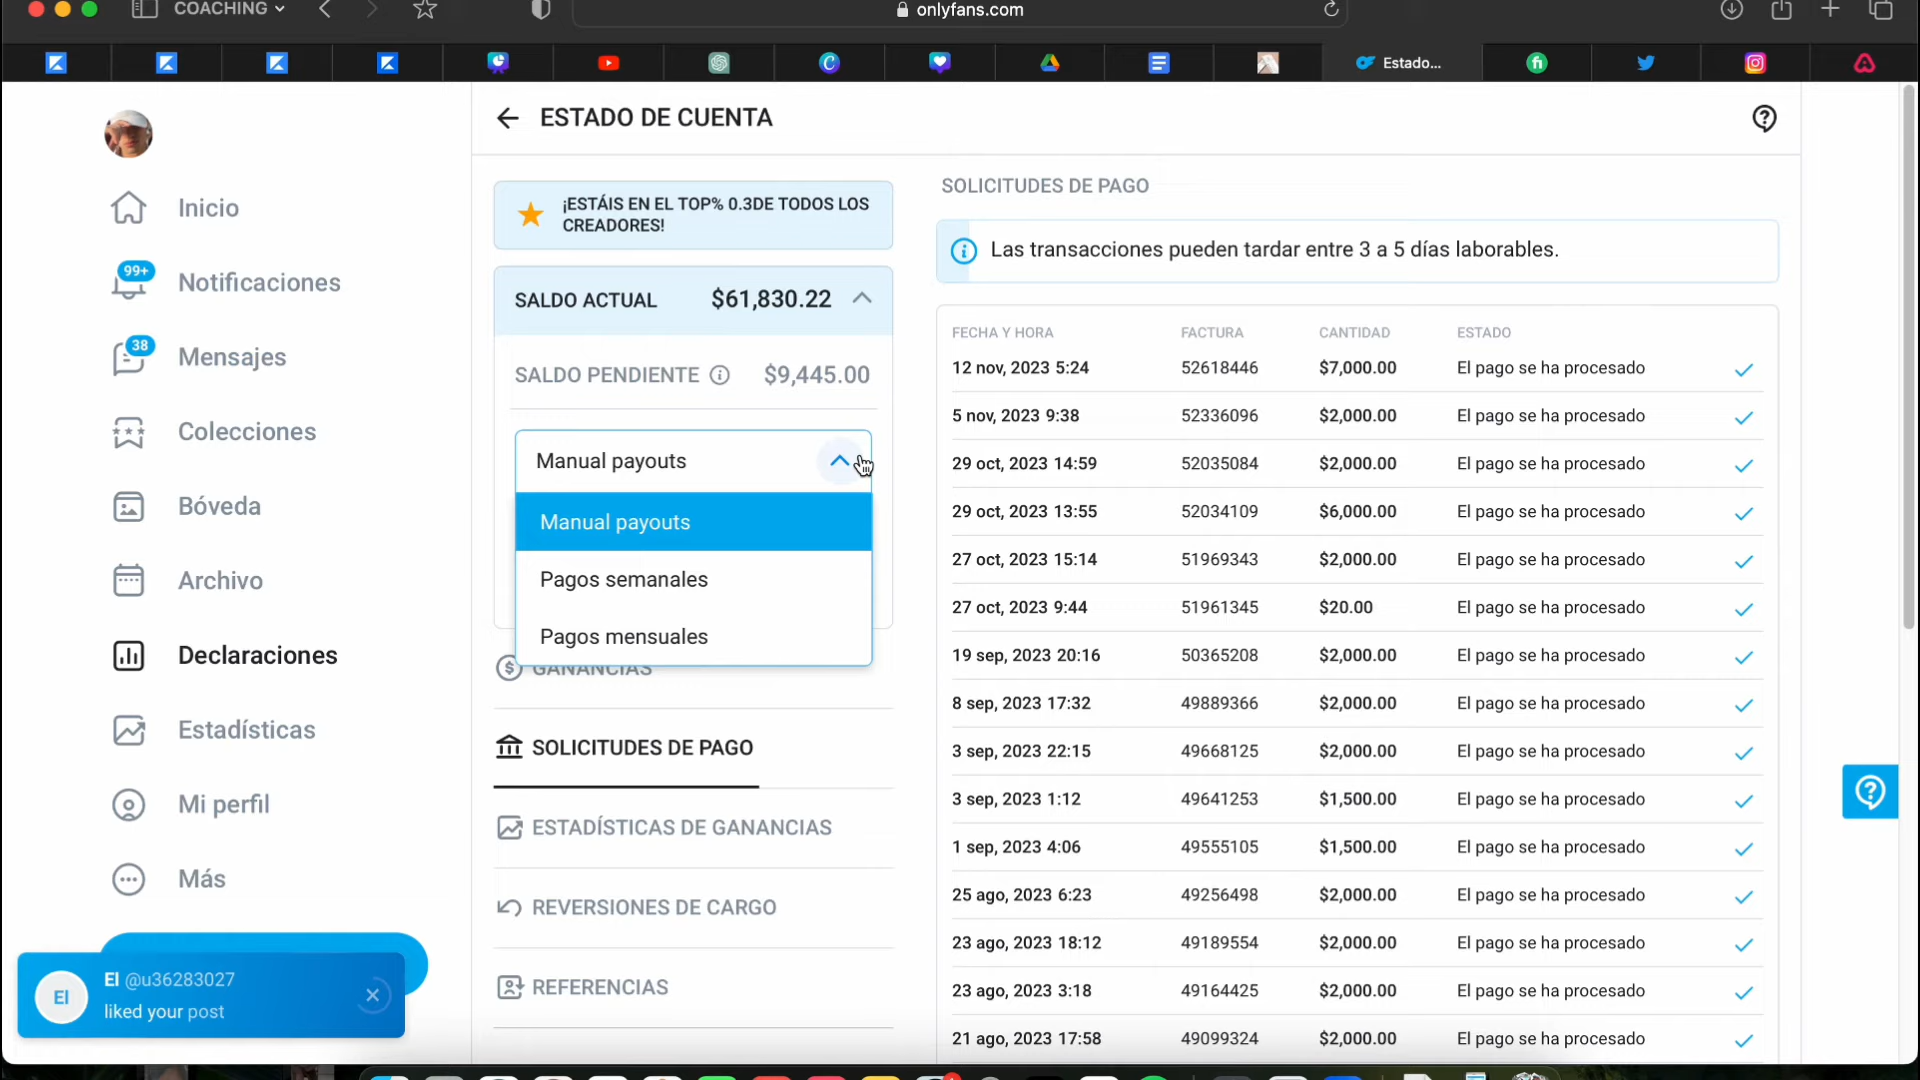 COACHING
onlyfans.com
Estado...
ESTADO DE CUENTA
Inicio
99+
Notificaciones
38
Mensajes
Colecciones
Bóveda
Archivo
Declaraciones
Estadísticas
Mi perfil
Más
El
El @u36283027
liked your post
¡ESTÁIS EN EL TOP% 0.3DE TODOS LOS
CREADORES!
SALDO ACTUAL $61,830.22
SALDO PENDIENTE $9,445.00
Manual payouts
Manual payouts
Pagos semanales
Pagos mensuales
GANANCIAS
SOLICITUDES DE PAGO
ESTADÍSTICAS DE GANANCIAS
REVERSIONES DE CARGO
REFERENCIAS
SOLICITUDES DE PAGO
Las transacciones pueden tardar entre 3 a 5 días laborables.
FECHA Y HORA FACTURA CANTIDAD ESTADO
12 nov, 2023 5:24 52618446 $7,000.00 El pago se ha procesado
5 nov, 2023 9:38 52336096 $2,000.00 El pago se ha procesado
29 oct, 2023 14:59 52035084 $2,000.00 El pago se ha procesado
29 oct, 2023 13:55 52034109 $6,000.00 El pago se ha procesado
27 oct, 2023 15:14 51969343 $2,000.00 El pago se ha procesado
27 oct, 2023 9:44 51961345 $20.00 El pago se ha procesado
19 sep, 2023 20:16 50365208 $2,000.00 El pago se ha procesado
8 sep, 2023 17:32 49889366 $2,000.00 El pago se ha procesado
3 sep, 2023 22:15 49668125 $2,000.00 El pago se ha procesado
3 sep, 2023 1:12 49641253 $1,500.00 El pago se ha procesado
1 sep, 2023 4:06 49555105 $1,500.00 El pago se ha procesado
25 ago, 2023 6:23 49256498 $2,000.00 El pago se ha procesado
23 ago, 2023 18:12 49189554 $2,000.00 El pago se ha procesado
23 ago, 2023 3:18 49164425 $2,000.00 El pago se ha procesado
21 ago, 2023 17:58 49099324 $2,000.00 El pago se ha procesado